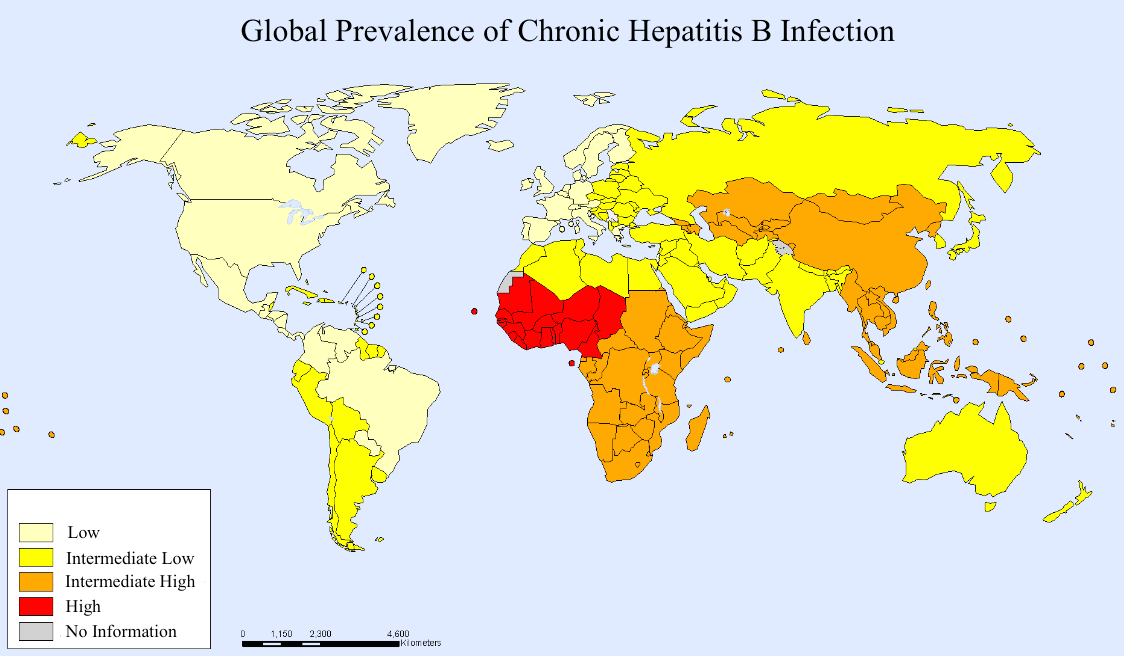 Global Prevalence of Chronic Hepatitis B Infection
Low
Intermediate Low
Intermediate High
High
No Information
0 1,150 2,300 4,600
Kilometers